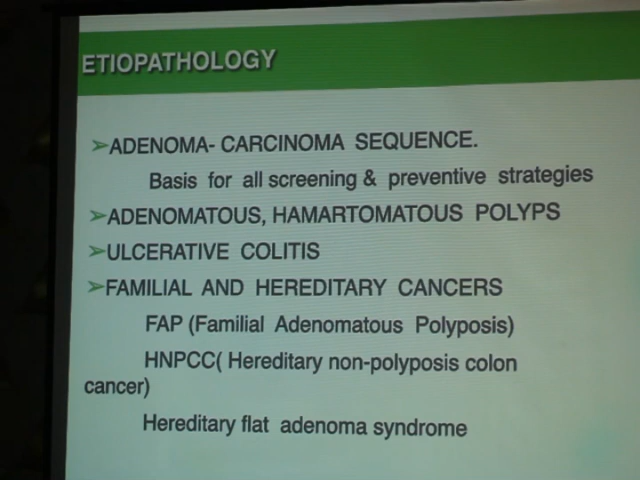 ETIOPATHOLOGY
➢ADENOMA- CARCINOMA SEQUENCE.
Basis for all screening & preventive strategies
➢ADENOMATOUS, HAMARTOMATOUS POLYPS
➢ULCERATIVE COLITIS
➢FAMILIAL AND HEREDITARY CANCERS
FAP (Familial Adenomatous Polyposis)
HNPCC( Hereditary non-polyposis colon
cancer)
Hereditary flat adenoma syndrome